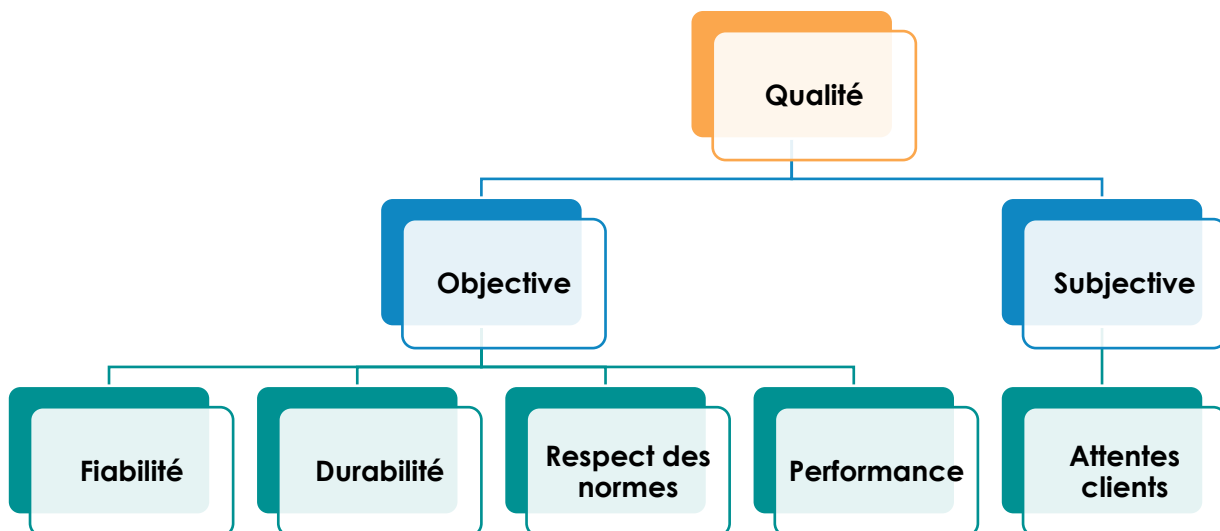 Qualité
Objective
Subjective
Fiabilité
Durabilité
Respect des
normes
Performance
Attentes
clients